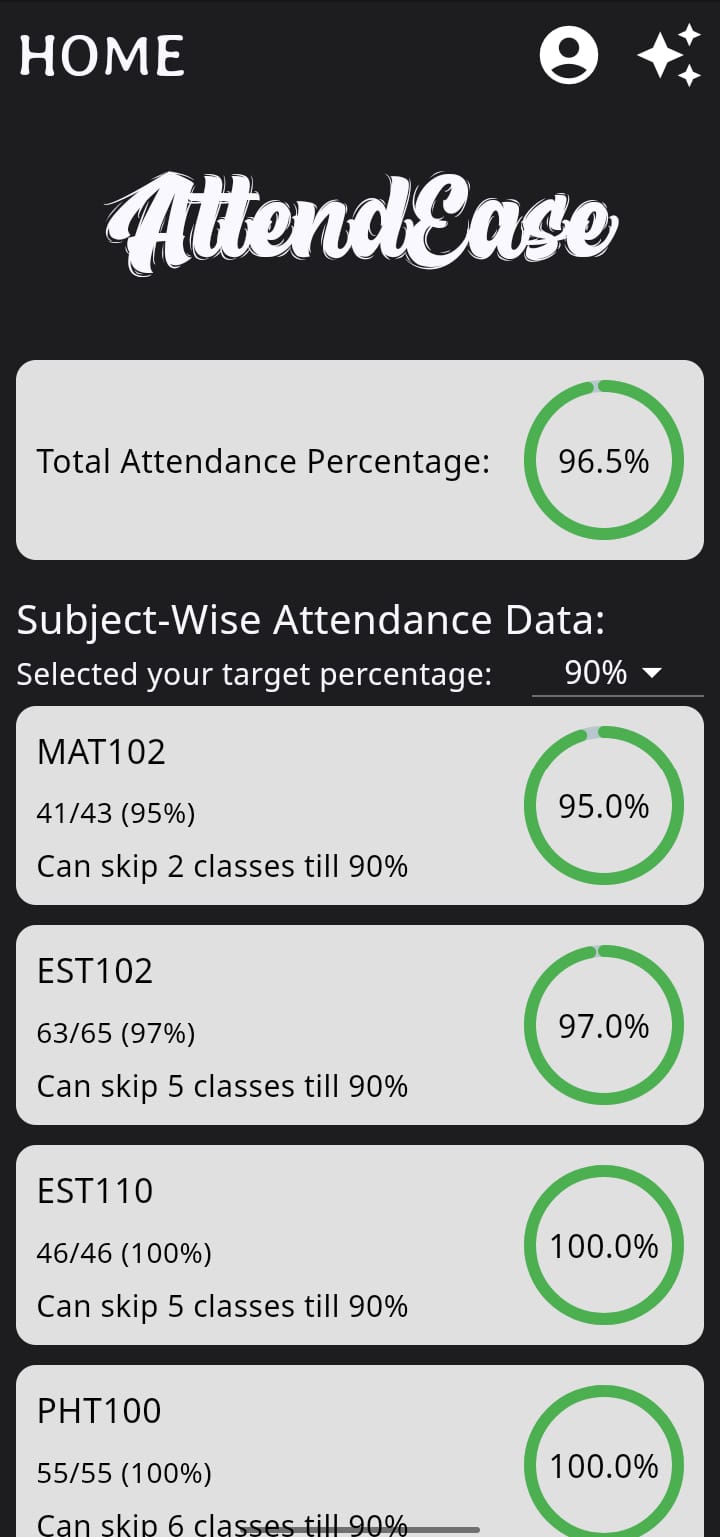 HOME
AttendEase
Total Attendance Percentage:
96.5%
Subject-Wise Attendance Data:
Selected your target percentage:
90%
MAT102
41/43 (95%)
Can skip 2 classes till 90%
95.0%
EST102
63/65 (97%)
Can skip 5 classes till 90%
97.0%
EST110
46/46 (100%)
Can skip 5 classes till 90%
100.0%
PHT100
55/55 (100%)
Can skip 6 classes till 90%
100.0%